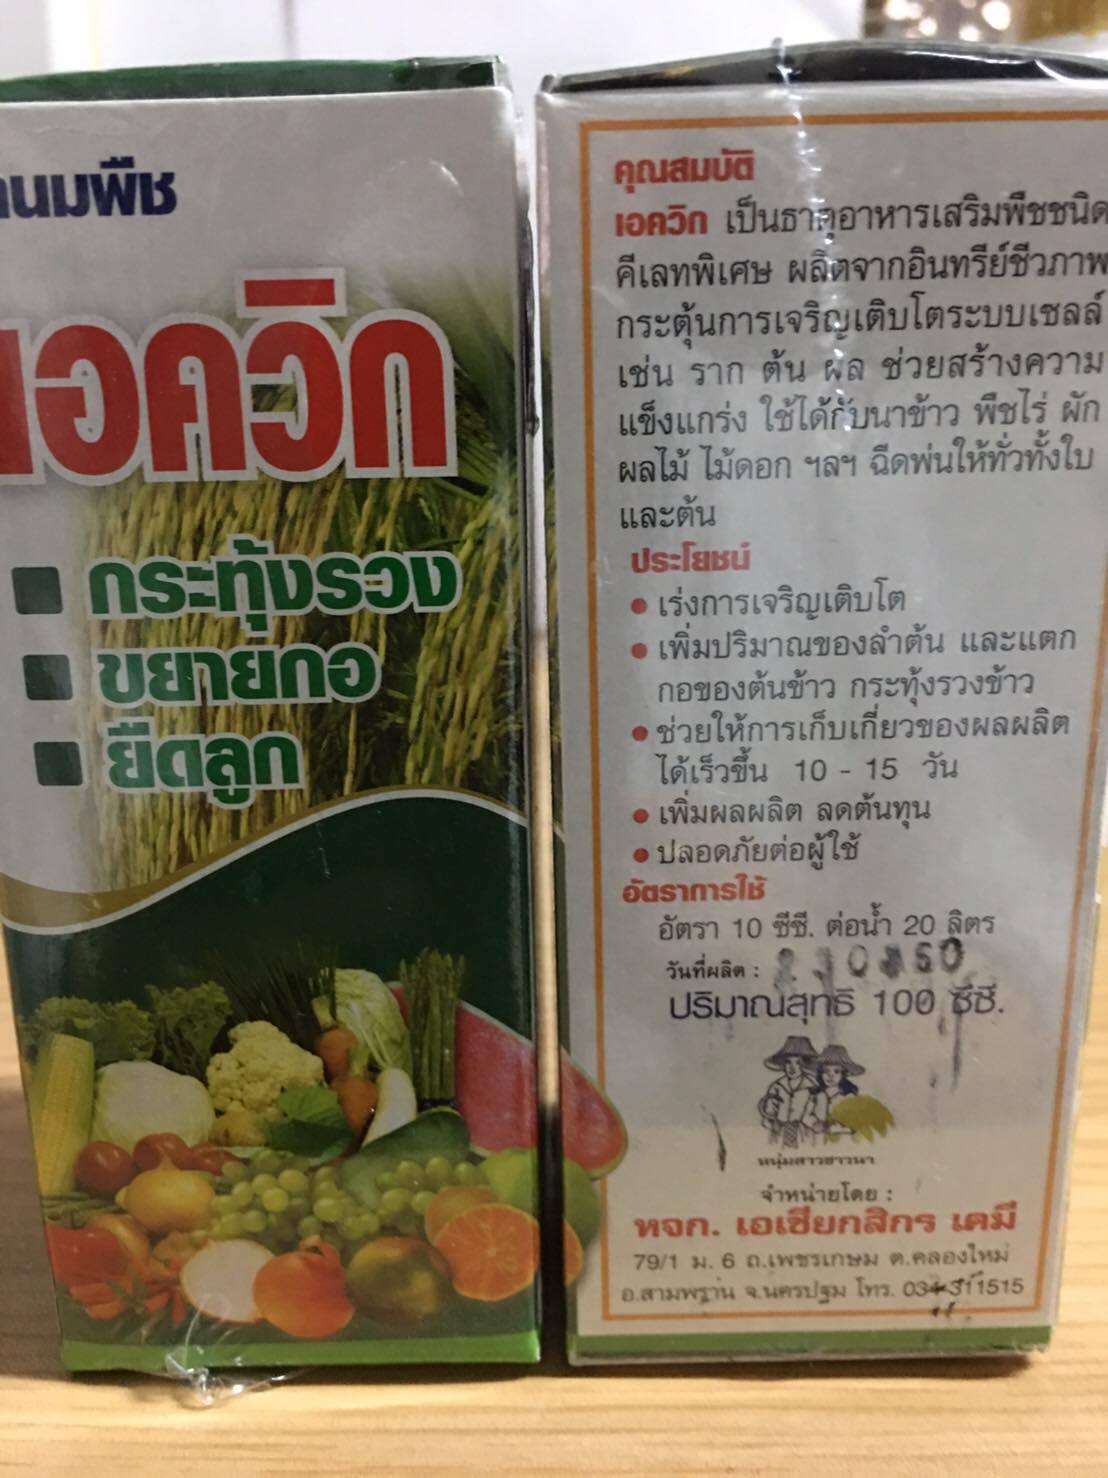 นมพืช
เอควิก
กระทุ้งรวง
ขยายกอ
ยืดลูก
คุณสมบัติ
เอควิก เป็นธาตุอาหารเสริมพืชชนิด
คีเลทพิเศษ ผลิตจากอินทรีย์ชีวภาพ
กระตุ้นการเจริญเติบโตระบบเซลล์
เช่น ราก ต้น ผล ช่วยสร้างความ
แข็งแกร่ง ใช้ได้กับนาข้าว พืชไร่ ผัก
ผลไม้ ไม้ดอก ฯลฯ ฉีดพ่นให้ทั่วทั้งใบ
และต้น
ประโยชน์
• เร่งการเจริญเติบโต
• เพิ่มปริมาณของลำต้น และแตก
กอของต้นข้าว กระทุ้งรวงข้าว
• ช่วยให้การเก็บเกี่ยวของผลผลิต
ได้เร็วขึ้น 10 - 15 วัน
• เพิ่มผลผลิต ลดต้นทุน
• ปลอดภัยต่อผู้ใช้
อัตราการใช้
อัตรา 10 ซีซี. ต่อน้ำ 20 ลิตร
วันที่ผลิต :
ปริมาณสุทธิ 100 ซีซี.
หนุ่มสาวชาวนา
จำหน่ายโดย :
หจก. เอเซียกสิกร เคมี
79/1 ม. 6 ถ.เพชรเกษม ต.คลองใหม่
อ.สามพราน จ.นครปฐม โทร. 034-311515